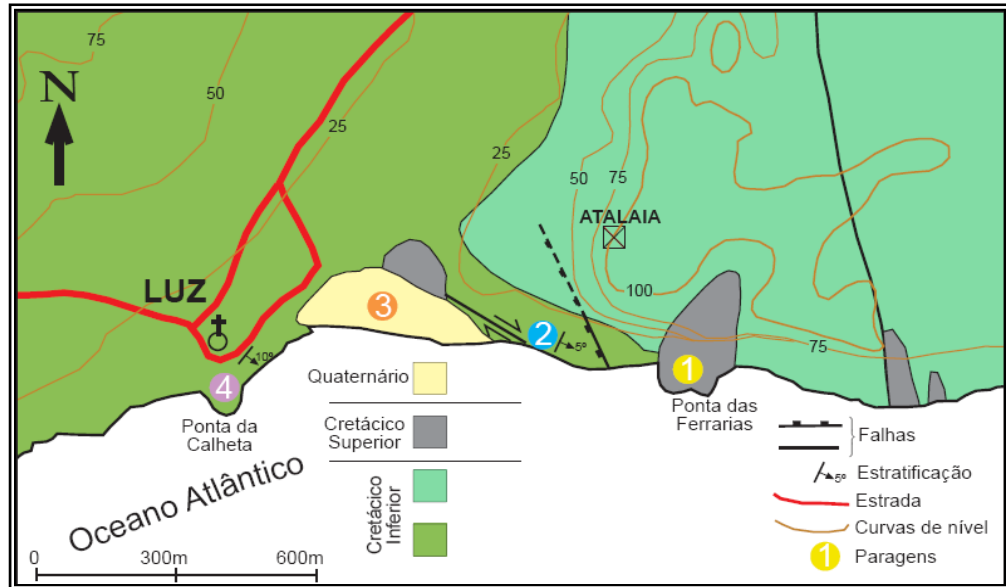 75
N
50
25
25
50
75
ATALAIA
100
LUZ
3
2
5º
10º
1
75
4
Ponta da
Calheta
Ponta das
Ferrarias
Quaternário
Cretácico
Superior
Cretácico
Inferior
Oceano Atlântico
Falhas
5º
Estratificação
Estrada
Curvas de nível
1
Paragens
0
300m
600m